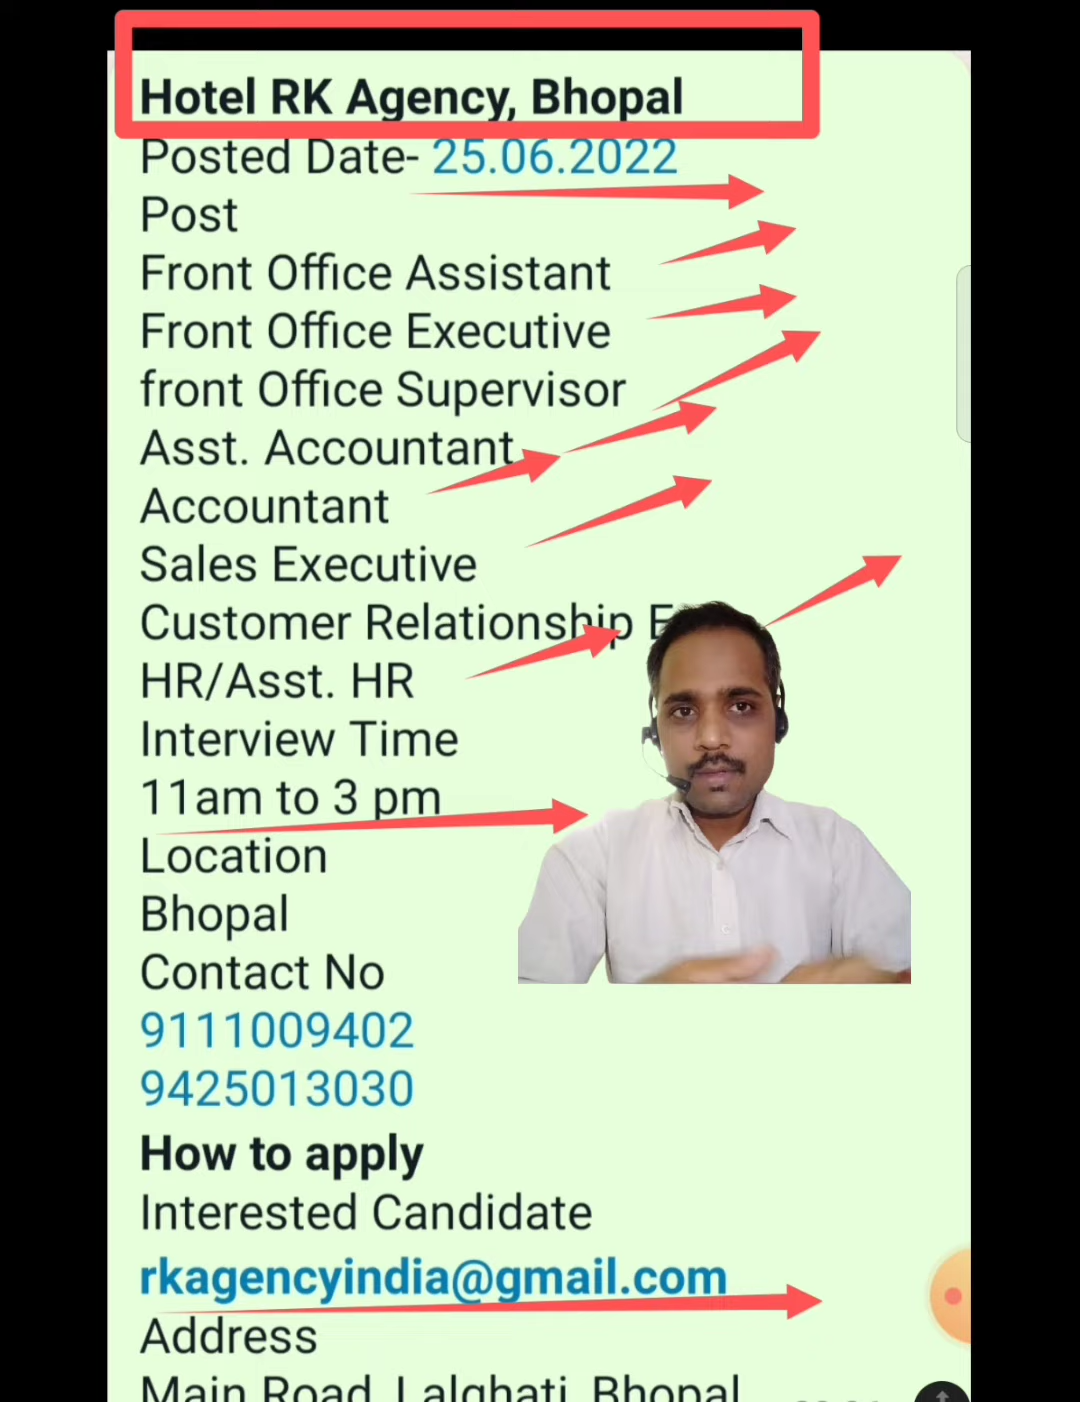 Hotel RK Agency, Bhopal
Posted Date- 25.06.2022
Post
Front Office Assistant
Front Office Executive
front Office Supervisor
Asst. Accountant
Accountant
Sales Executive
Customer Relationship
HR/Asst. HR
Interview Time
11am to 3 pm
Location
Bhopal
Contact No
9111009402
9425013030
How to apply
Interested Candidate
rkagencyindia@gmail.com
Address
Main Road, Lalghati, Bhopal